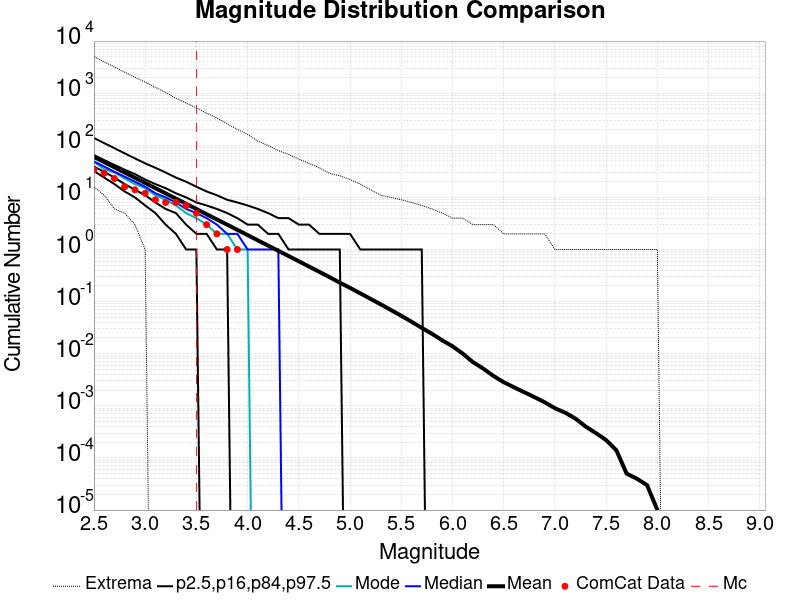 Magnitude Distribution Comparison
10^4
10^3
10^2
10^1
10^0
10^-1
10^-2
10^-3
10^-4
10^-5
Cumulative Number
2.5 3.0 3.5 4.0 4.5 5.0 5.5 6.0 6.5 7.0 7.5 8.0 8.5 9.0
Magnitude
Extrema p2.5,p16,p84,p97.5 Mode Median Mean ComCat Data Mc